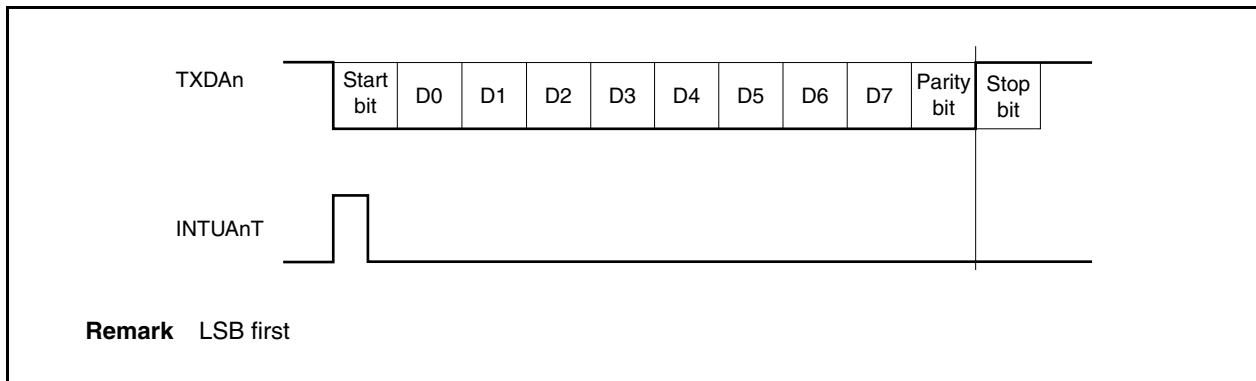 TXDAn
Start bit D0 D1 D2 D3 D4 D5 D6 D7 Parity bit Stop bit
INTUAnT
Remark LSB first